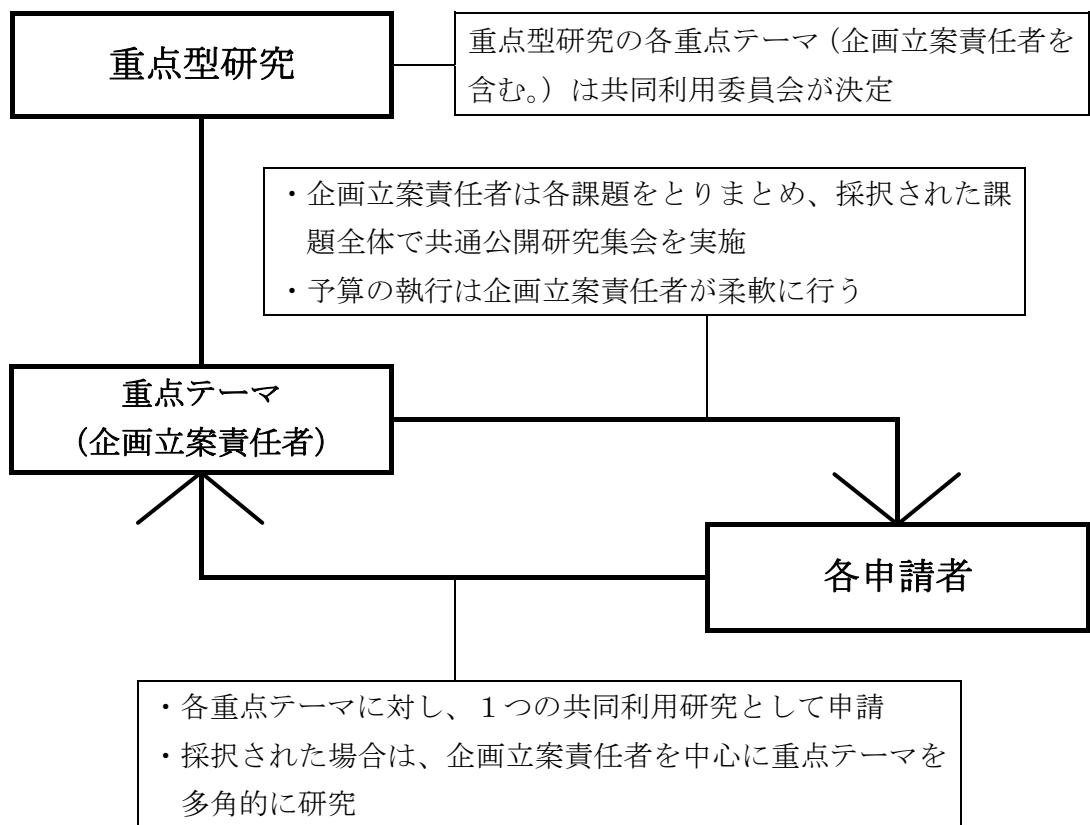 重点型研究
重点型研究の各重点テーマ（企画立案責任者を
含む。）は共同利用委員会が決定
・企画立案責任者は各課題をとりまとめ、採択された課
題全体で共通公開研究集会を実施
・予算の執行は企画立案責任者が柔軟に行う
重点テーマ
（企画立案責任者）
各申請者
・各重点テーマに対し、１つの共同利用研究として申請
・採択された場合は、企画立案責任者を中心に重点テーマを
多角的に研究